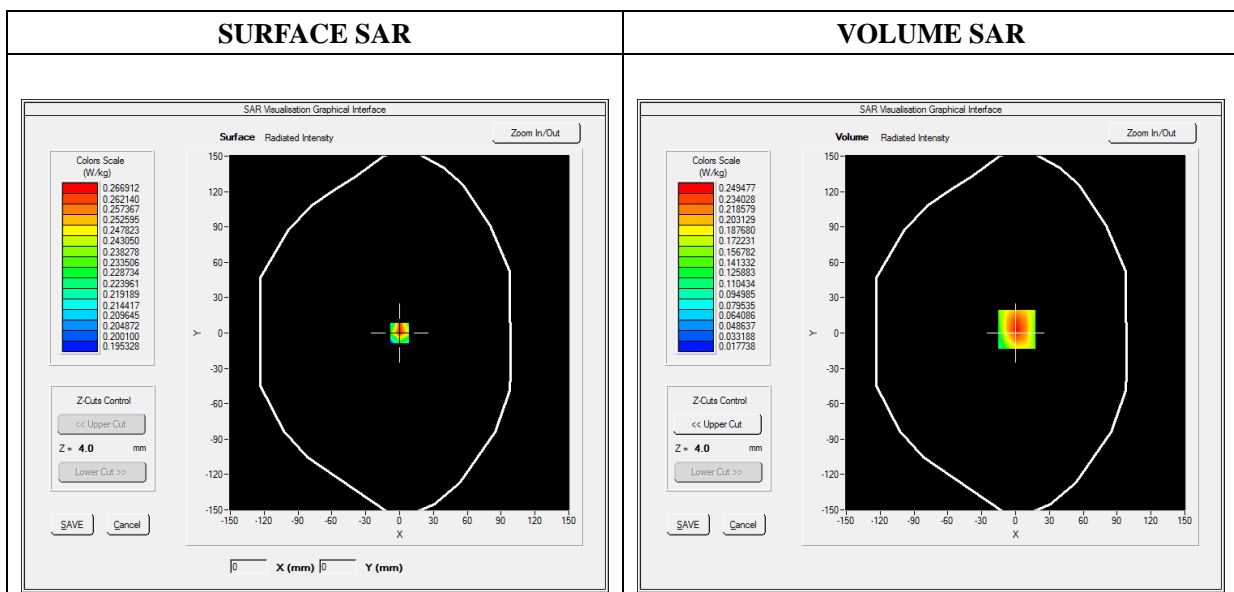 SURFACE SAR
VOLUME SAR
SAR Visualisation Graphical Interface
Surface Radiated Intensity
Zoom In/Out
Colors Scale
(W/kg)
0.266912
0.262140
0.257367
0.252595
0.247823
0.243050
0.238278
0.233506
0.228734
0.223961
0.219189
0.214417
0.209645
0.204872
0.200100
0.195328
Z-Cuts Control
<< Upper Cut
Z = 4.0 mm
Lower Cut >>
SAVE Cancel
150
120
90
60
30
0
-30
-60
-90
-120
-150
Y
-150 -120 -90 -60 -30 0 30 60 90 120 150
X
0 X (mm) 0 Y (mm)
SAR Visualisation Graphical Interface
Volume Radiated Intensity
Zoom In/Out
Colors Scale
(W/kg)
0.249477
0.234028
0.218579
0.203129
0.187680
0.172231
0.156782
0.141332
0.125883
0.110434
0.094985
0.079535
0.064086
0.048637
0.033188
0.017738
Z-Cuts Control
<< Upper Cut
Z = 4.0 mm
Lower Cut >>
SAVE Cancel
150
120
90
60
30
0
-30
-60
-90
-120
-150
Y
-150 -120 -90 -60 -30 0 30 60 90 120 150
X